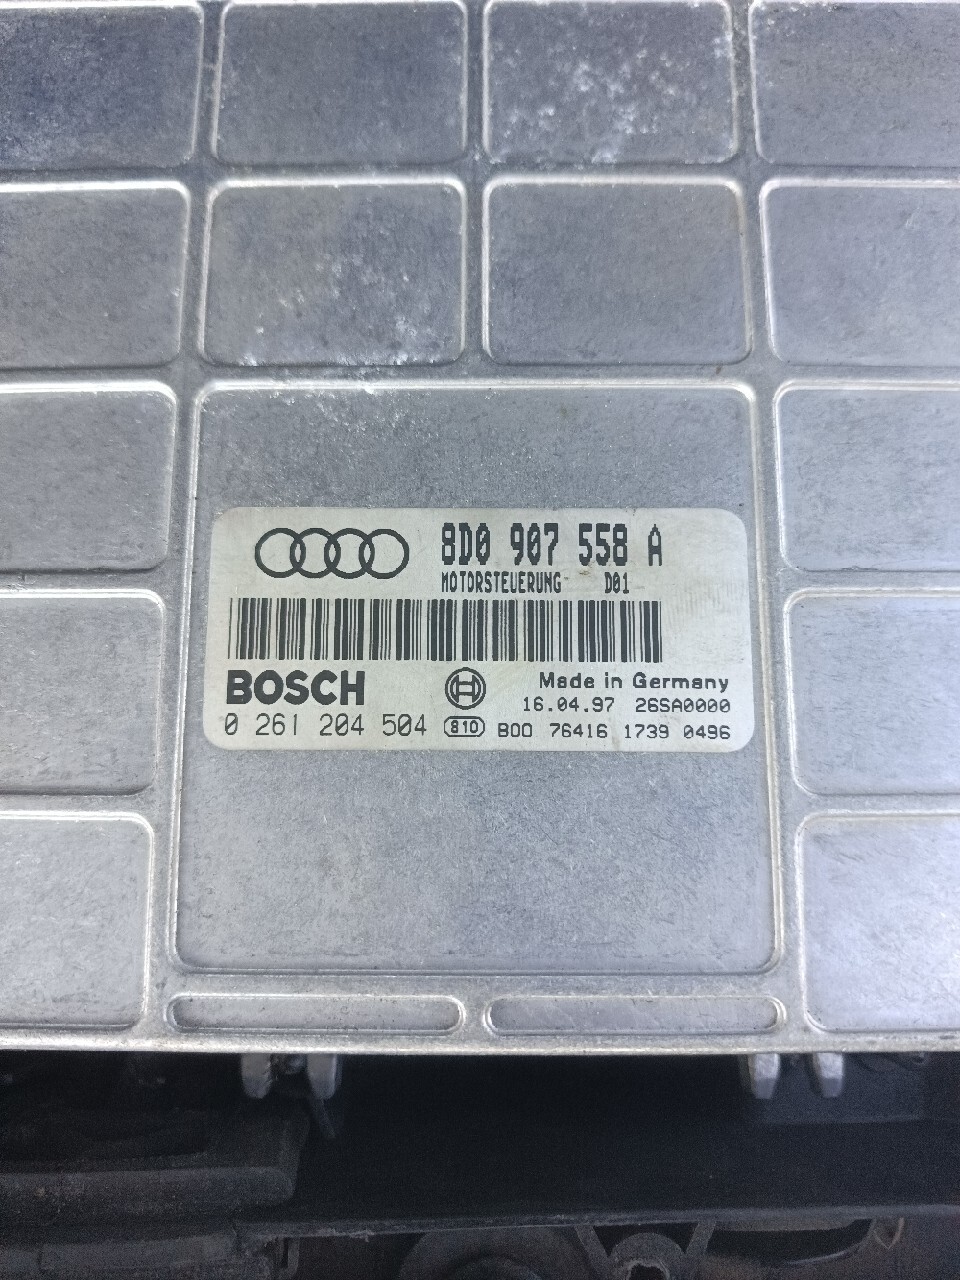 8D0 907 558 A
MOTORSTEUERUNG D01
BOSCH
Made in Germany
16.04.97 26SA0000
0 261 204 504 810 B00 76416 1739 0496